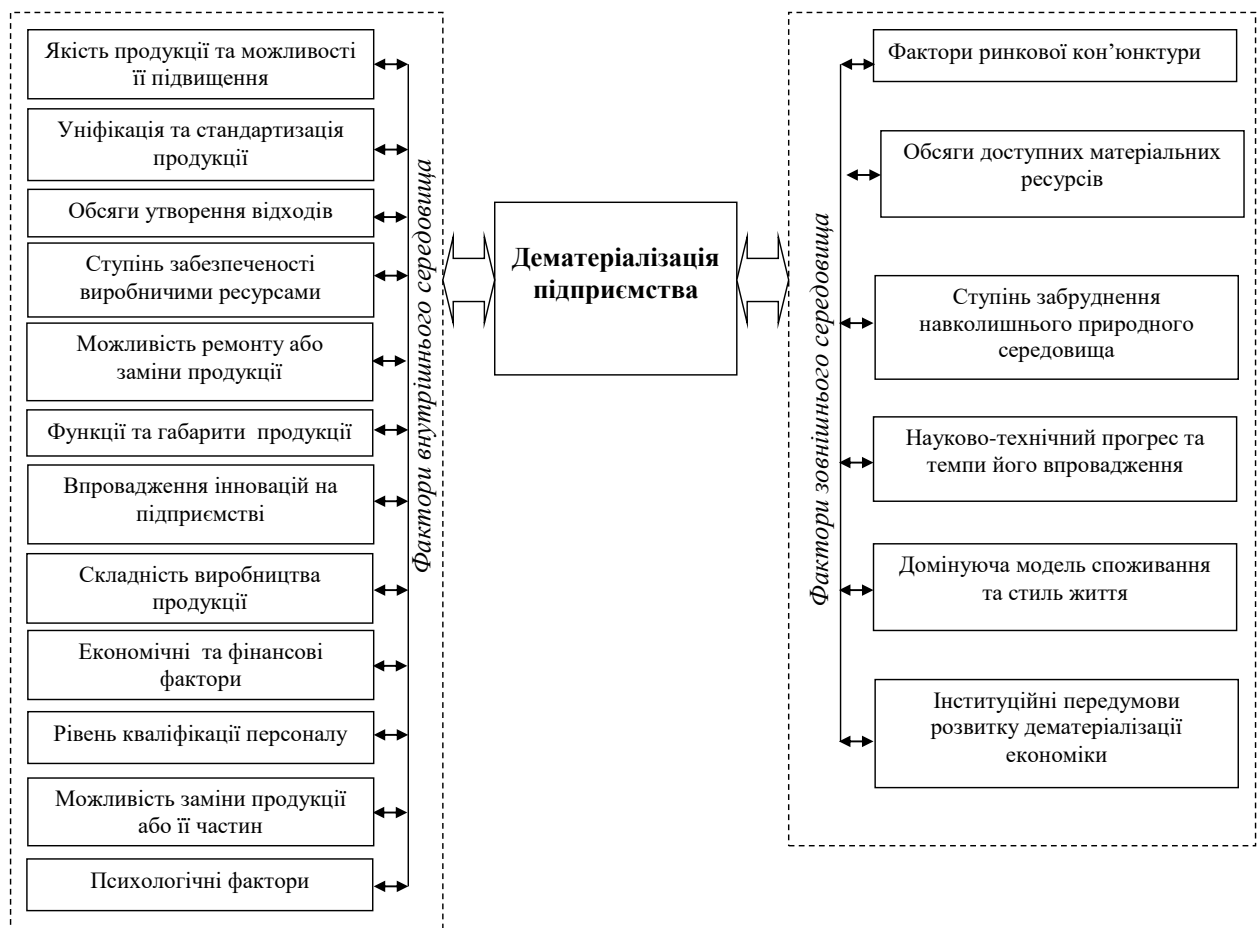 Якість продукції та можливості
її підвищення
Уніфікація та стандартизація
продукції
Обсяги утворення відходів
Ступінь забезпеченості
виробничими ресурсами
Можливість ремонту або
заміни продукції
Функції та габарити продукції
Впровадження інновацій на
підприємстві
Складність виробництва
продукції
Економічні та фінансові
фактори
Рівень кваліфікації персоналу
Можливість заміни продукції
або її частин
Психологічні фактори
Фактори внутрішнього середовища
Дематеріалізація
підприємства
Фактори зовнішнього середовища
Фактори ринкової кон’юнктури
Обсяги доступних матеріальних
ресурсів
Ступінь забруднення
навколишнього природного
середовища
Науково-технічний прогрес та
темпи його впровадження
Домінуюча модель споживання
та стиль життя
Інституційні передумови
розвитку дематеріалізації
економіки